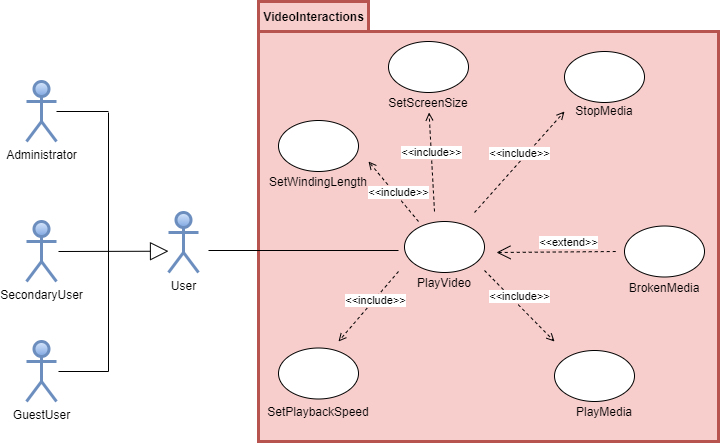 VideoInteractions
SetScreenSize
StopMedia
<<include>>
<<include>>
Administrator
SetWindingLength
<<include>>
<<extend>>
User
PlayVideo
BrokenMedia
SecondaryUser
<<include>>
<<include>>
GuestUser
SetPlaybackSpeed
PlayMedia